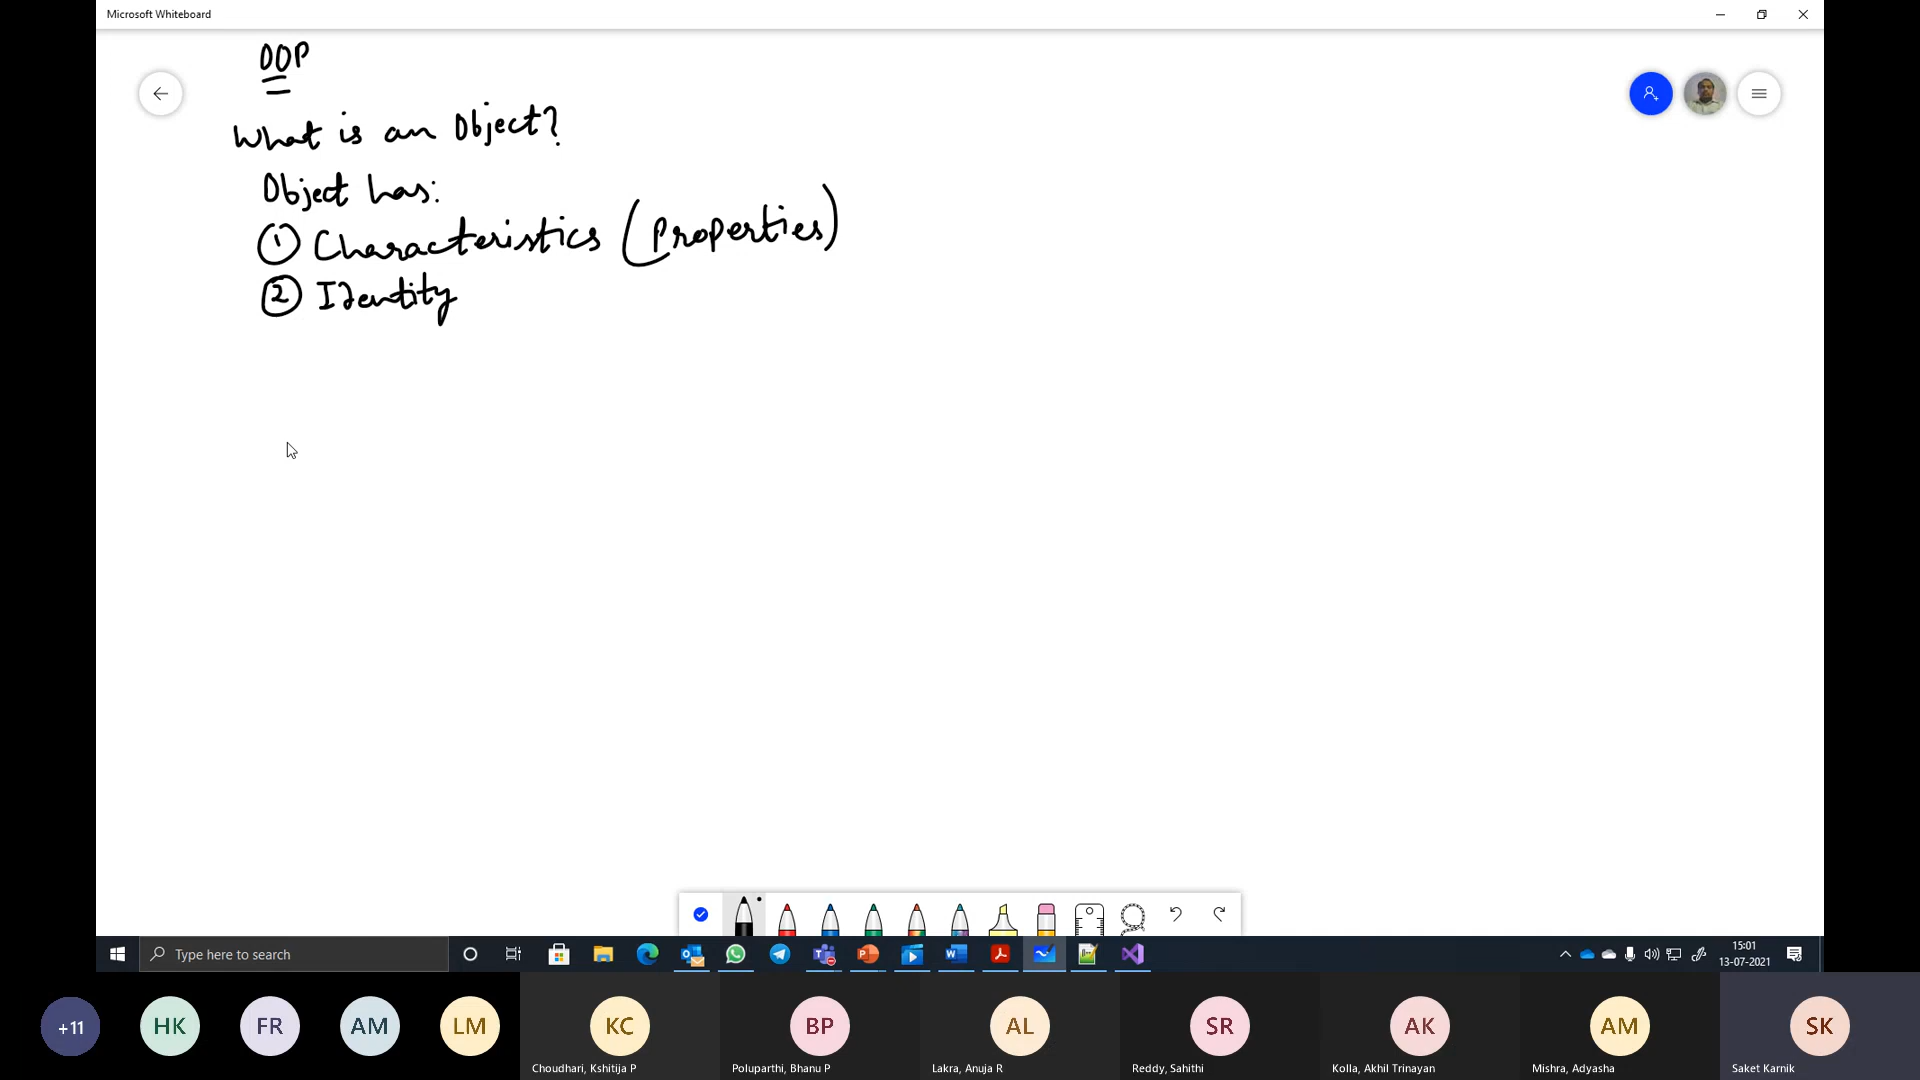 Microsoft Whiteboard
OOP
What is an Object?
Object has:
① Characteristics (Properties)
② Identity
Type here to search
15:01
13-07-2021
+11
HK
FR
AM
LM
KC
BP
AL
SR
AK
AM
SK
Choudhari, Kshitija P
Poluparthi, Bhanu P
Lakra, Anuja R
Reddy, Sahithi
Kolla, Akhil Trinayan
Mishra, Adyasha
Saket Karnik